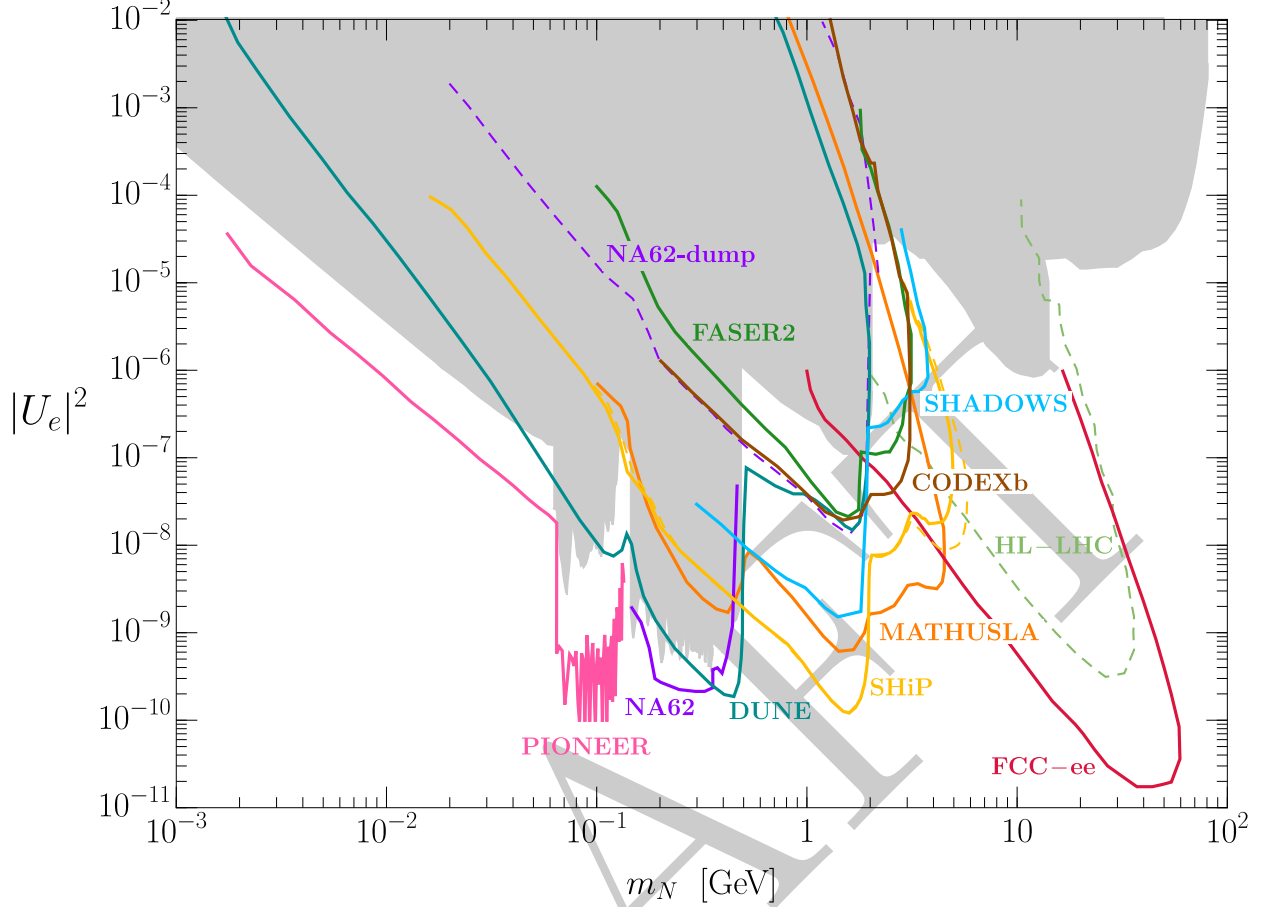 10⁻²
10⁻³
10⁻⁴
10⁻⁵
10⁻⁶
10⁻⁷
10⁻⁸
10⁻⁹
10⁻¹⁰
10⁻¹¹
|U_e|²
NA62-dump
FASER2
SHADOWS
CODEXb
HL−LHC
MATHUSLA
SHiP
NA62
DUNE
PIONEER
FCC−ee
10⁻³ 10⁻² 10⁻¹ 1 10 10²
m_N [GeV]